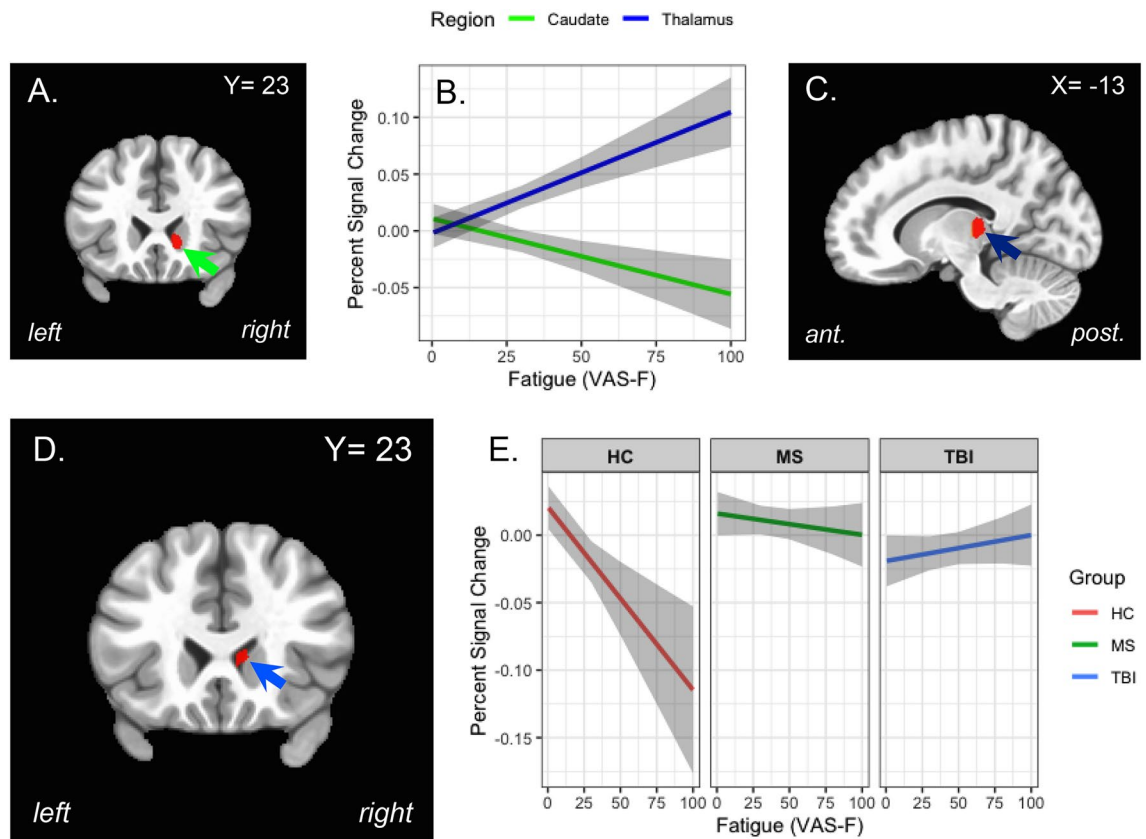 Region Caudate Thalamus
A. Y= 23
left right
B.
Percent Signal Change
0.10
0.05
0.00
-0.05
0 25 50 75 100
Fatigue (VAS-F)
C. X= -13
ant. post.
D. Y= 23
left right
E.
HC MS TBI
Percent Signal Change
0.00
-0.05
-0.10
-0.15
0 25 50 75 100 0 25 50 75 100 0 25 50 75 100
Fatigue (VAS-F)
Group
HC
MS
TBI